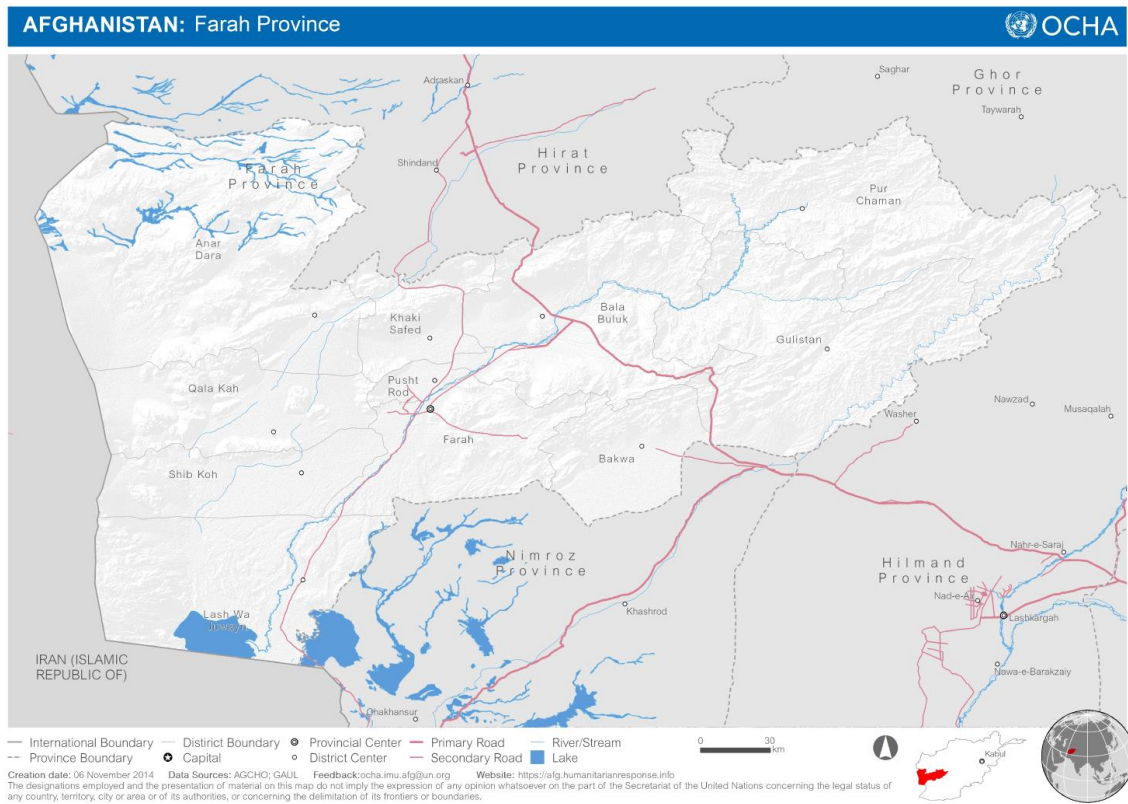 AFGHANISTAN: Farah Province
OCHA
Adraskan
Saghar
Ghor
Province
Taywarah
Shindand
Hirat
Province
Farah
Province
Pur
Chaman
Anar
Dara
Khaki
Safed
Bala
Buluk
Gulistan
Qala Kah
Pusht
Rod
Farah
Washer
Nawzad
Musaqalah
Bakwa
Shib Koh
Nimroz
Province
Nahr-e-Saraj
Hilmand
Province
Nad-e-Ali
Lashkargah
Khashrod
Lash Wa
Juwayn
IRAN (ISLAMIC
REPUBLIC OF)
Nawa-e-Barakzaiy
Chakhansur
International Boundary
District Boundary
Provincial Center
Primary Road
River/Stream
Province Boundary
Capital
District Center
Secondary Road
Lake
0 30
km
Kabul
Creation date: 06 November 2014 Data Sources: AGCHO; GAUL Feedback:ocha.imu.afg@un.org Website: https://afg.humanitarianresponse.info
The designations employed and the presentation of material on this map do not imply the expression of any opinion whatsoever on the part of the Secretariat of the United Nations concerning the legal status of
any country, territory, city or area or of its authorities, or concerning the delimitation of its frontiers or boundaries.